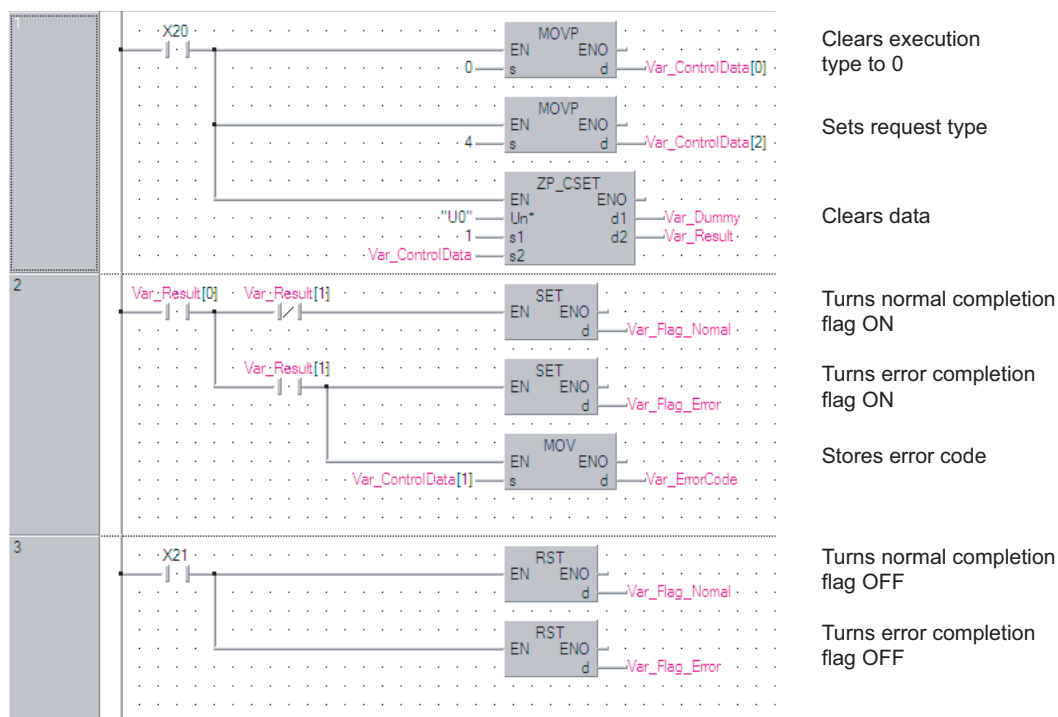 1
X20
MOVP
EN ENO
0 s d Var_ControlData[0]
Clears execution
type to 0
MOVP
EN ENO
4 s d Var_ControlData[2]
Sets request type
ZP_CSET
EN ENO
"U0" Un* d1 Var_Dummy
1 s1 d2 Var_Result
Var_ControlData s2
Clears data
2
Var_Result[0] Var_Result[1]
SET
EN ENO
d Var_Flag_Nomal
Turns normal completion
flag ON
Var_Result[1]
SET
EN ENO
d Var_Flag_Error
Turns error completion
flag ON
MOV
EN ENO
Var_ControlData[1] s d Var_ErrorCode
Stores error code
3
X21
RST
EN ENO
d Var_Flag_Nomal
Turns normal completion
flag OFF
RST
EN ENO
d Var_Flag_Error
Turns error completion
flag OFF